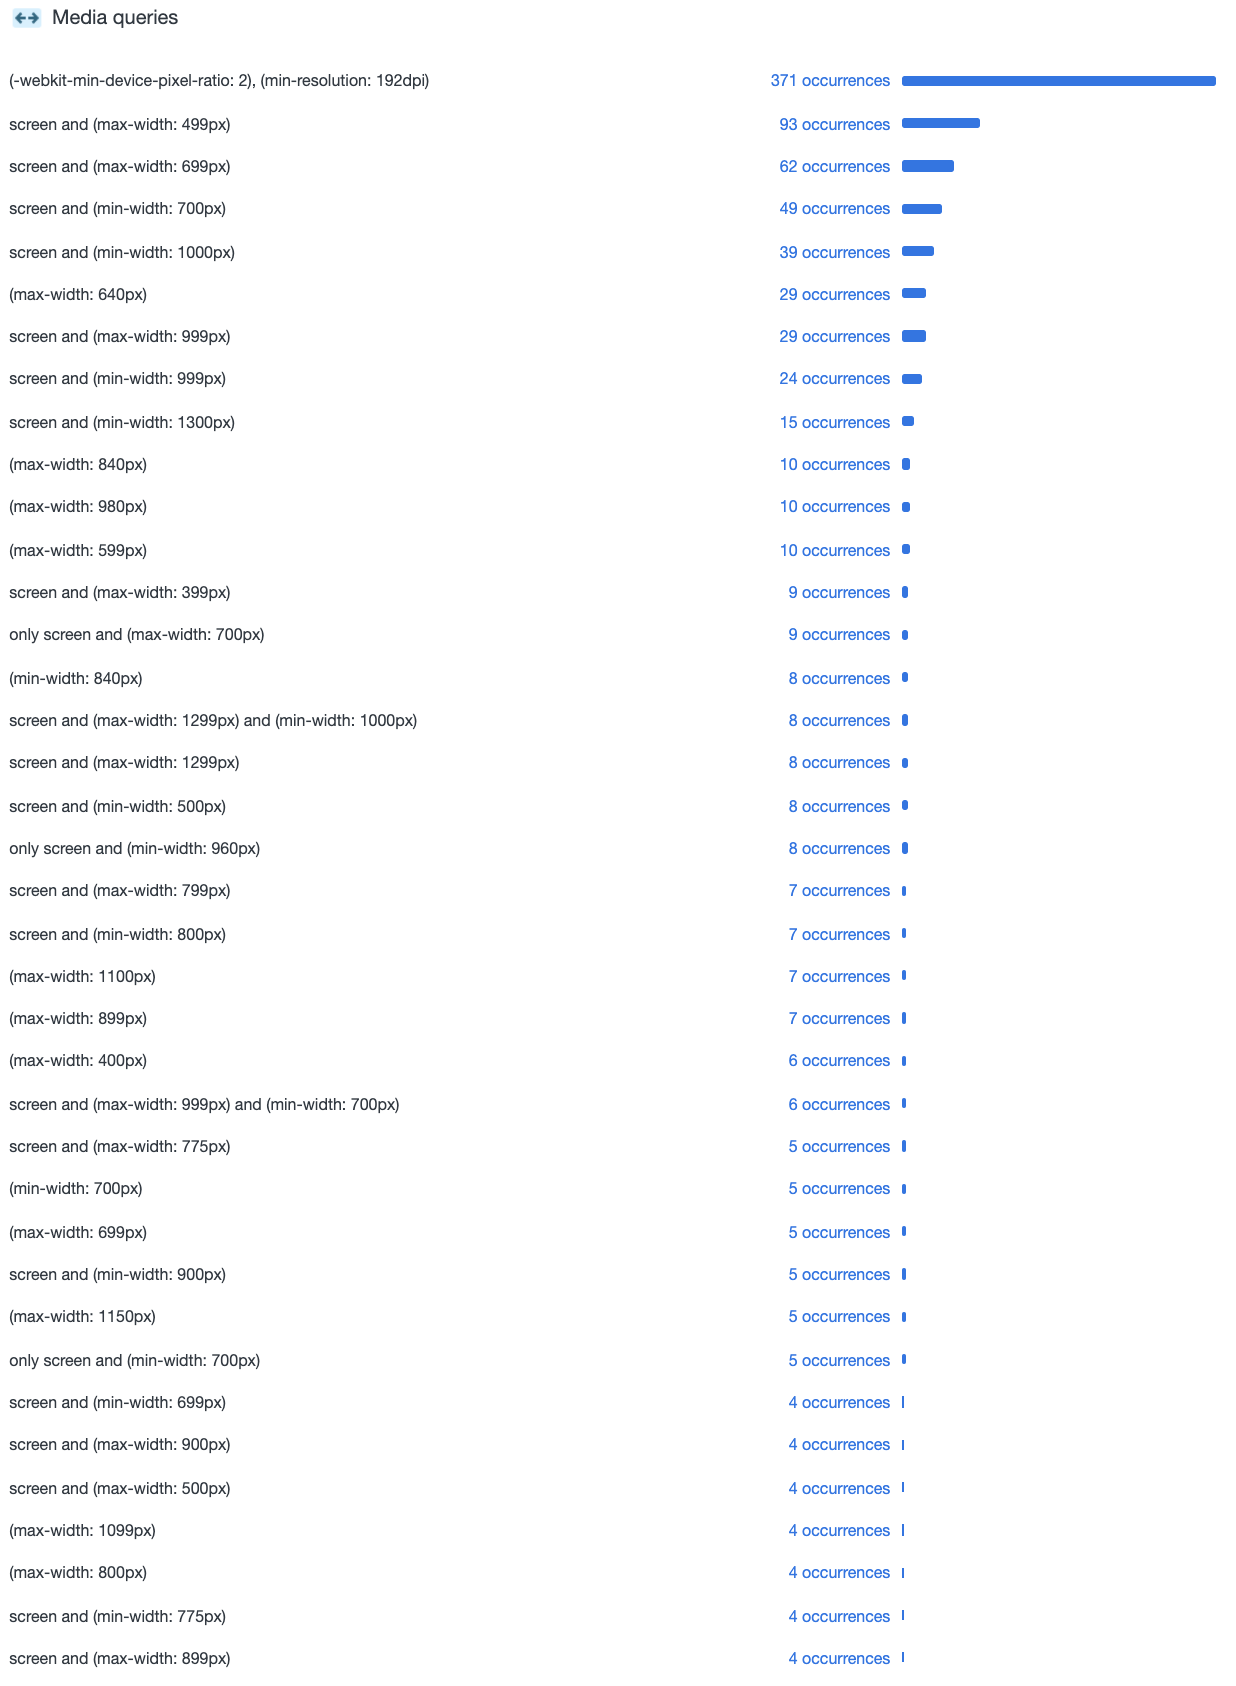 Media queries
(-webkit-min-device-pixel-ratio: 2), (min-resolution: 192dpi) 371 occurrences
screen and (max-width: 499px) 93 occurrences
screen and (max-width: 699px) 62 occurrences
screen and (min-width: 700px) 49 occurrences
screen and (min-width: 1000px) 39 occurrences
(max-width: 640px) 29 occurrences
screen and (max-width: 999px) 29 occurrences
screen and (min-width: 999px) 24 occurrences
screen and (min-width: 1300px) 15 occurrences
(max-width: 840px) 10 occurrences
(max-width: 980px) 10 occurrences
(max-width: 599px) 10 occurrences
screen and (max-width: 399px) 9 occurrences
only screen and (max-width: 700px) 9 occurrences
(min-width: 840px) 8 occurrences
screen and (max-width: 1299px) and (min-width: 1000px) 8 occurrences
screen and (max-width: 1299px) 8 occurrences
screen and (min-width: 500px) 8 occurrences
only screen and (min-width: 960px) 8 occurrences
screen and (max-width: 799px) 7 occurrences
screen and (min-width: 800px) 7 occurrences
(max-width: 1100px) 7 occurrences
(max-width: 899px) 7 occurrences
(max-width: 400px) 6 occurrences
screen and (max-width: 999px) and (min-width: 700px) 6 occurrences
screen and (max-width: 775px) 5 occurrences
(min-width: 700px) 5 occurrences
(max-width: 699px) 5 occurrences
screen and (min-width: 900px) 5 occurrences
(max-width: 1150px) 5 occurrences
only screen and (min-width: 700px) 5 occurrences
screen and (min-width: 699px) 4 occurrences
screen and (max-width: 900px) 4 occurrences
screen and (max-width: 500px) 4 occurrences
(max-width: 1099px) 4 occurrences
(max-width: 800px) 4 occurrences
screen and (min-width: 775px) 4 occurrences
screen and (max-width: 899px) 4 occurrences